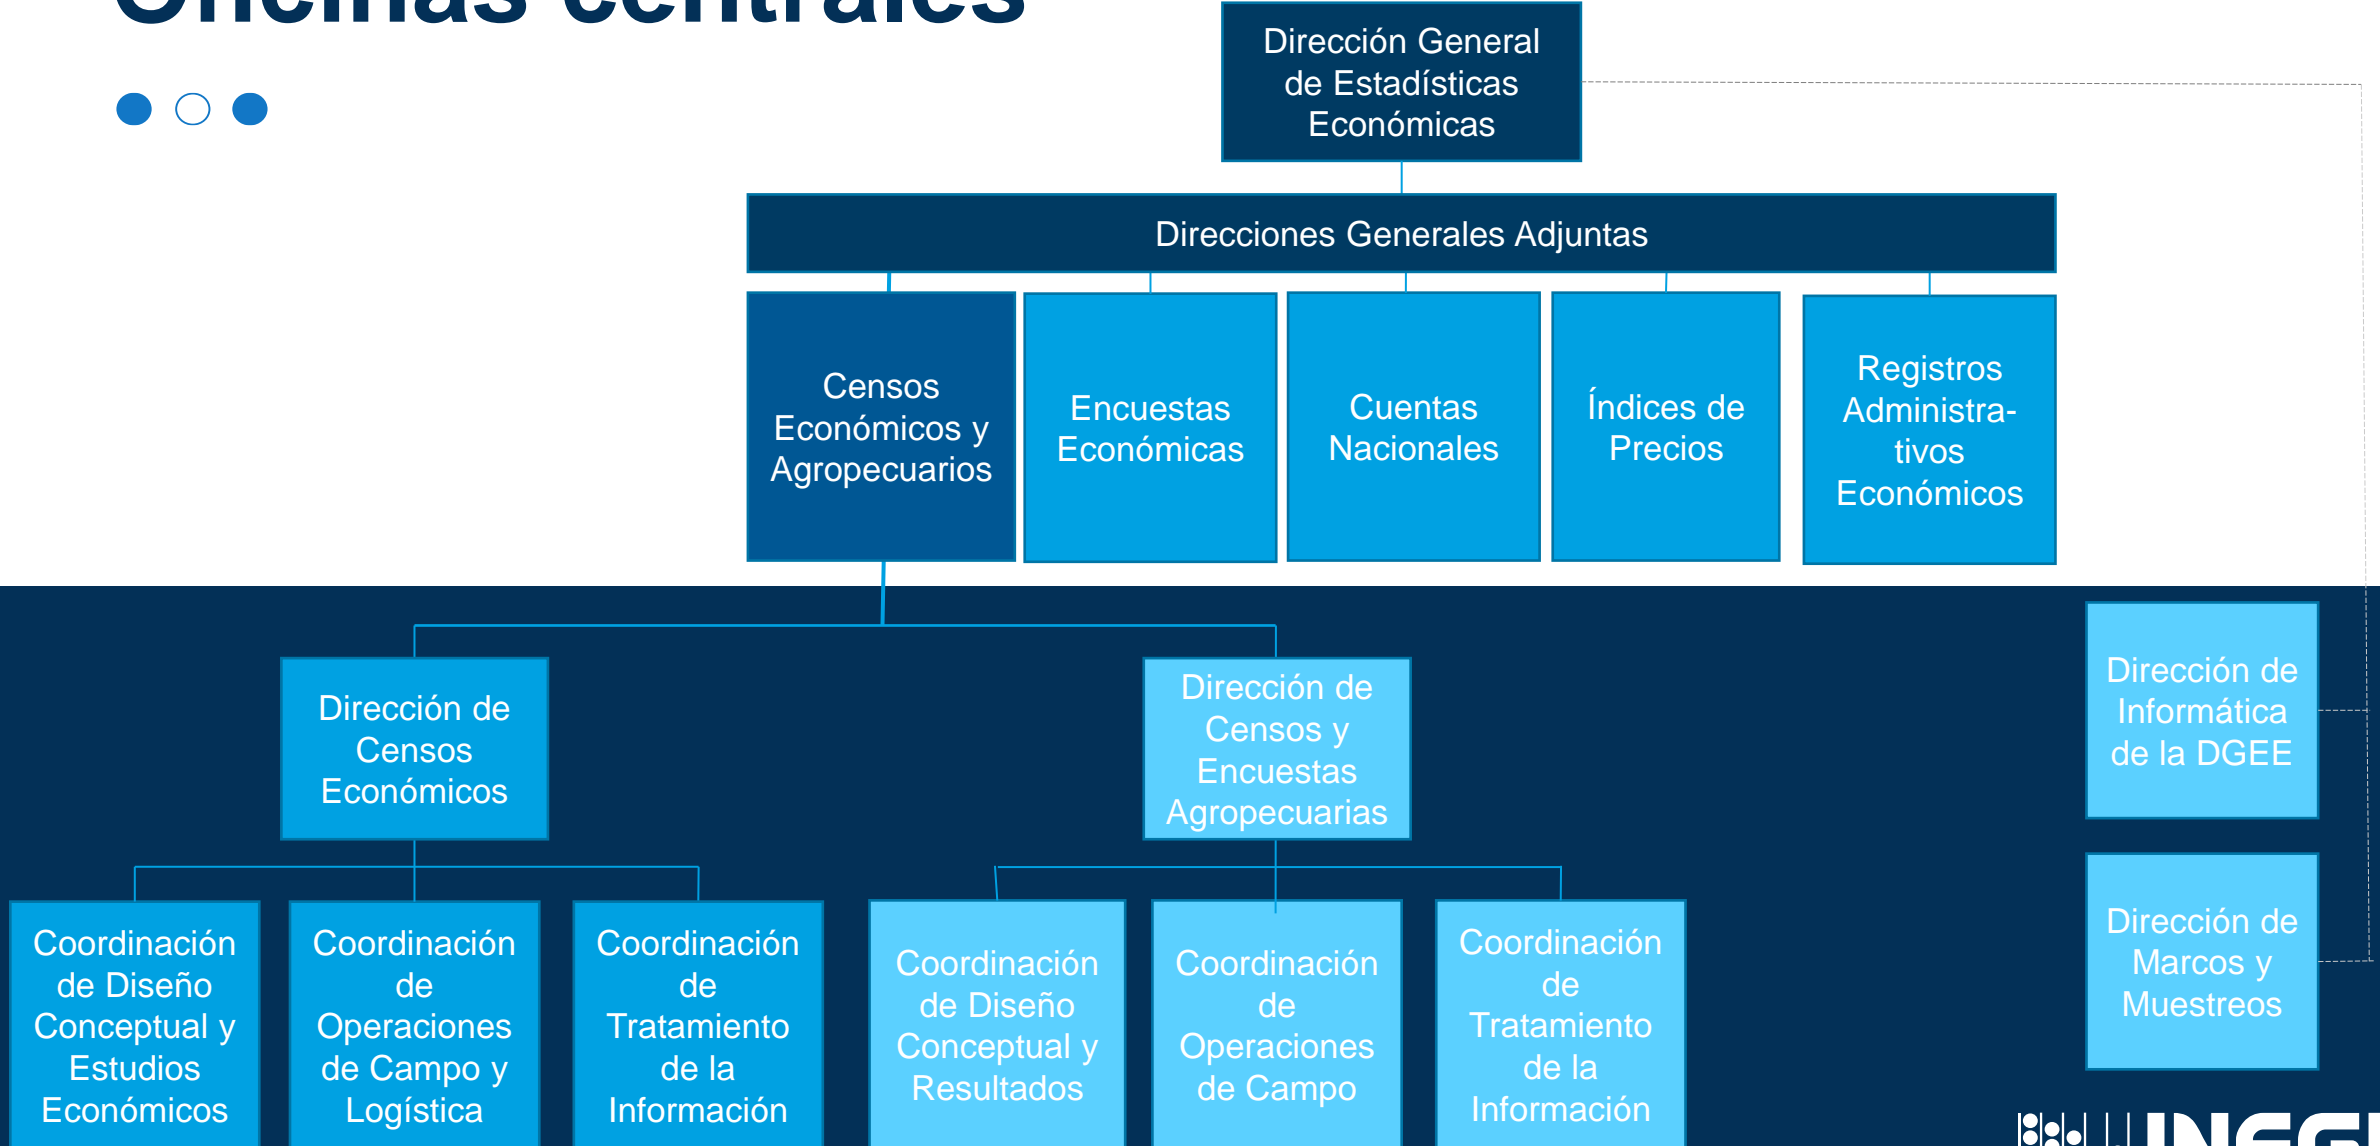 Oficinas centrales
Dirección General
de Estadísticas
Económicas
Direcciones Generales Adjuntas
Censos
Económicos y
Agropecuarios
Encuestas
Económicas
Cuentas
Nacionales
Índices de
Precios
Registros
Administra-
tivos
Económicos
Dirección de
Censos
Económicos
Dirección de
Censos y
Encuestas
Agropecuarias
Dirección de
Informática
de la DGEE
Coordinación
de Diseño
Conceptual y
Estudios
Económicos
Coordinación
de
Operaciones
de Campo y
Logística
Coordinación
de
Tratamiento
de la
Información
Coordinación
de Diseño
Conceptual y
Resultados
Coordinación
de
Operaciones
de Campo
Coordinación
de
Tratamiento
de la
Información
Dirección de
Marcos y
Muestreos
INEGI